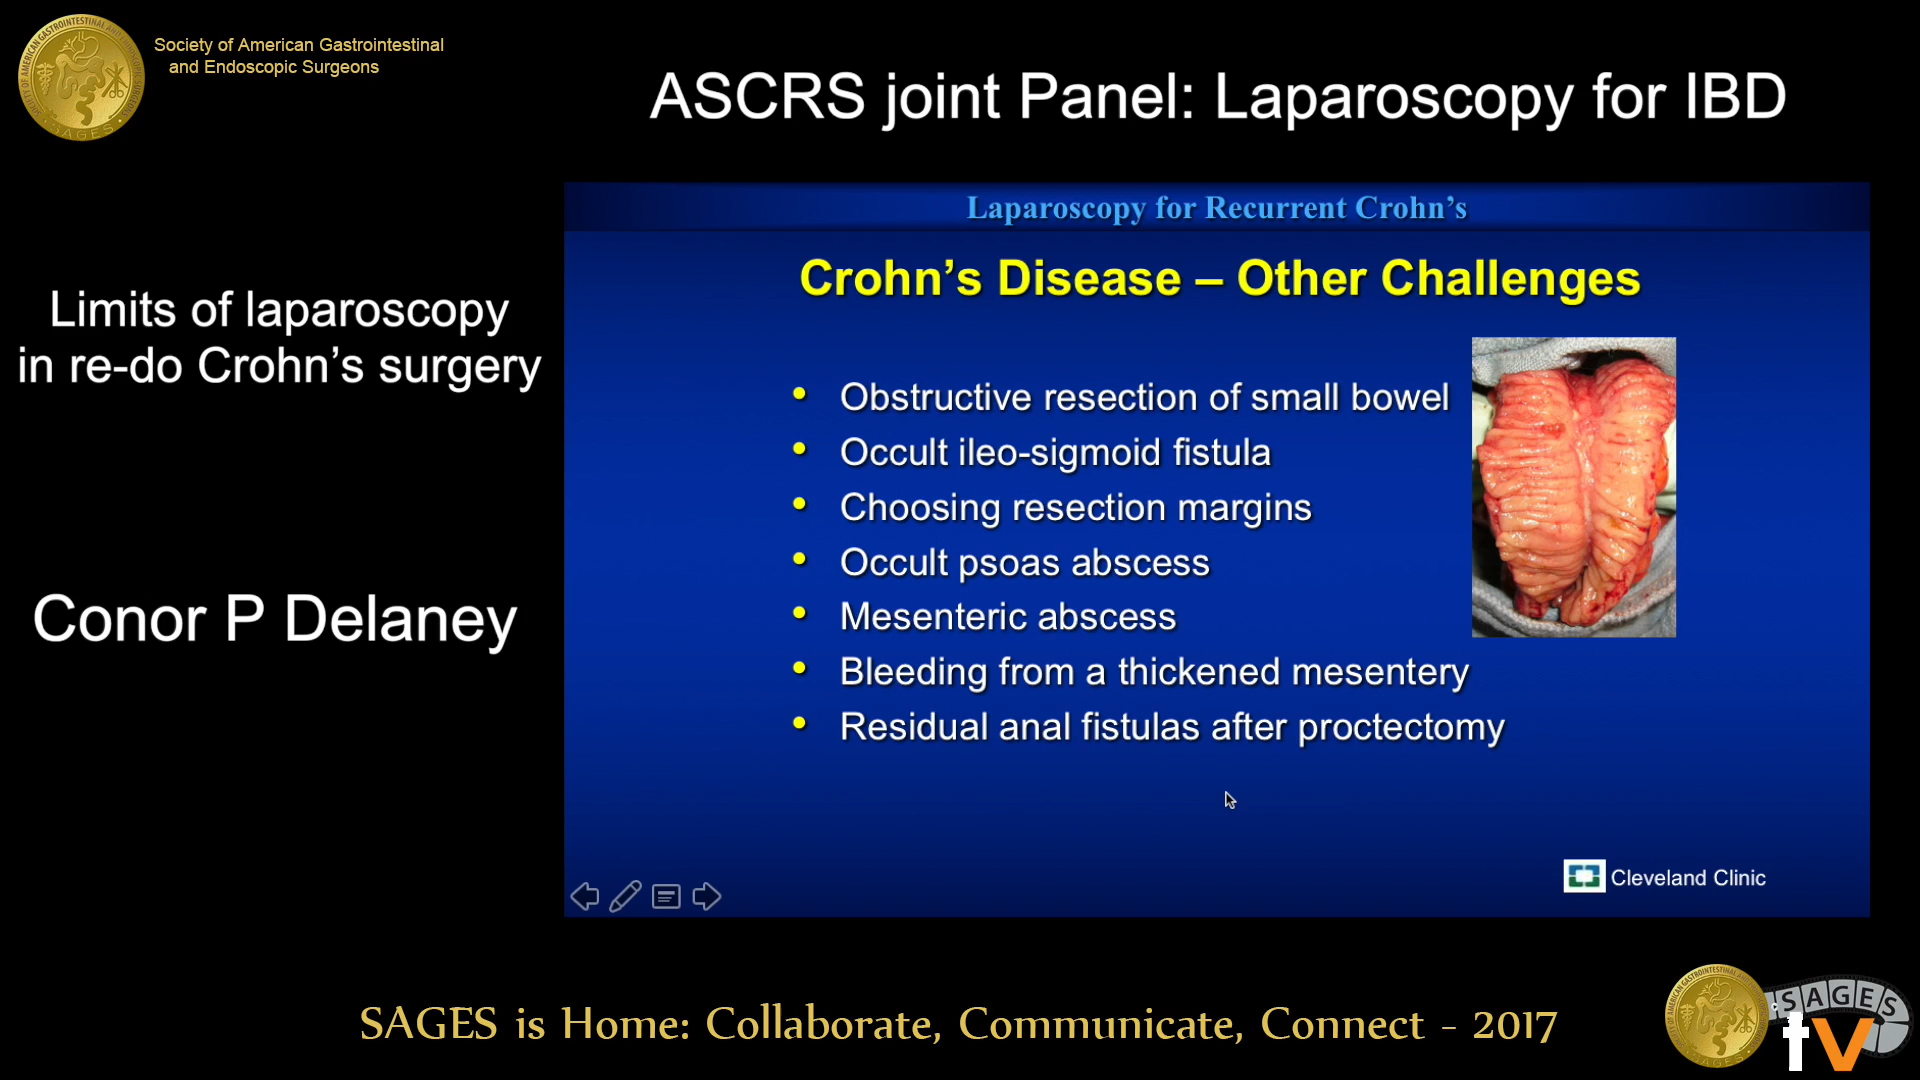 Society of American Gastrointestinal
and Endoscopic Surgeons
ASCRS joint Panel: Laparoscopy for IBD
Limits of laparoscopy
in re-do Crohn’s surgery
Conor P Delaney
Laparoscopy for Recurrent Crohn’s
Crohn’s Disease – Other Challenges
• Obstructive resection of small bowel
• Occult ileo-sigmoid fistula
• Choosing resection margins
• Occult psoas abscess
• Mesenteric abscess
• Bleeding from a thickened mesentery
• Residual anal fistulas after proctectomy
Cleveland Clinic
SAGES is Home: Collaborate, Communicate, Connect - 2017
SAGES
tv